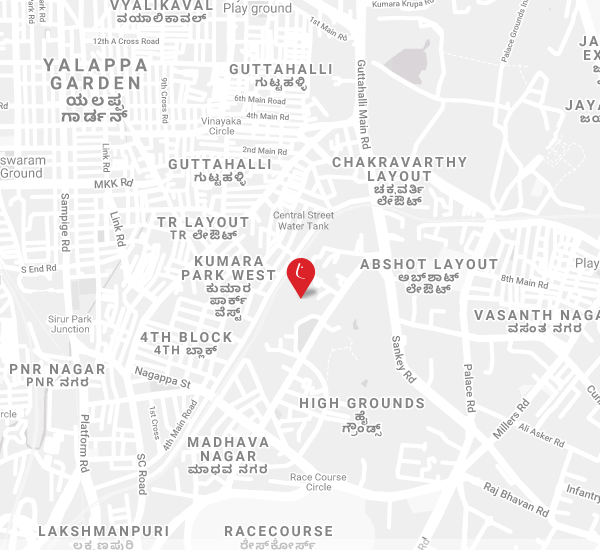 VYALIKAVAL
ವಯಾಲಿಕಾವಲ್
Play ground
Kumara Krupa Rd
1st Main Rd
Palace Grounds In
12th A Cross Road
Guttahalli Main Rd
YALAPPA
GARDEN
ಯಲಪ್ಪಾ
ಗಾರ್ಡನ್
GUTTAHALLI
ಗುಟ್ಟಹಳ್ಳಿ
9th Cross Rd
6th Main Road
4th Main Rd
Vinayaka
Circle
2nd Main Rd
JAYA
swaram
Ground
Link Rd
MKK Rd
GUTTAHALLI
ಗುಟ್ಟಹಳ್ಳಿ
CHAKRAVARTHY
LAYOUT
ಚಕ್ರವರ್ತಿ
ಲೇಔಟ್
Sampige Rd
Link Rd
TR LAYOUT
TR ಲೇಔಟ್
Central Street
Water Tank
S End Rd
KUMARA
PARK WEST
ಕುಮಾರ
ಪಾರ್ಕ್
ವೆಸ್ಟ್
ABSHOT LAYOUT
ಅಬ್‌ಶಾಟ್
ಲೇಔಟ್
Play
8th Main Rd
Sirur Park
Junction
VASANTH NAGA
ವಸಂತ ನಗರ
4TH BLOCK
4TH ಬ್ಲಾಕ್
Sankey Rd
PNR NAGAR
PNR ನಗರ
Nagappa St
Palace Rd
ircle
1st Cross
4th Main Road
HIGH GROUNDS
ಹೈ
ಗ್ರೌಂಡ್ಸ್
Millers Rd
Ali Asker Rd
Platform Rd
SC Road
MADHAVA
NAGAR
ಮಾಧವ ನಗರ
Race Course
Circle
Raj Bhavan Rd
Infantry
LAKSHMANPURI
ಲಕ್ಷ್ಮಣಪುರಿ
RACECOURSE
ರೇಸ್‌ಕೋರ್ಸ್